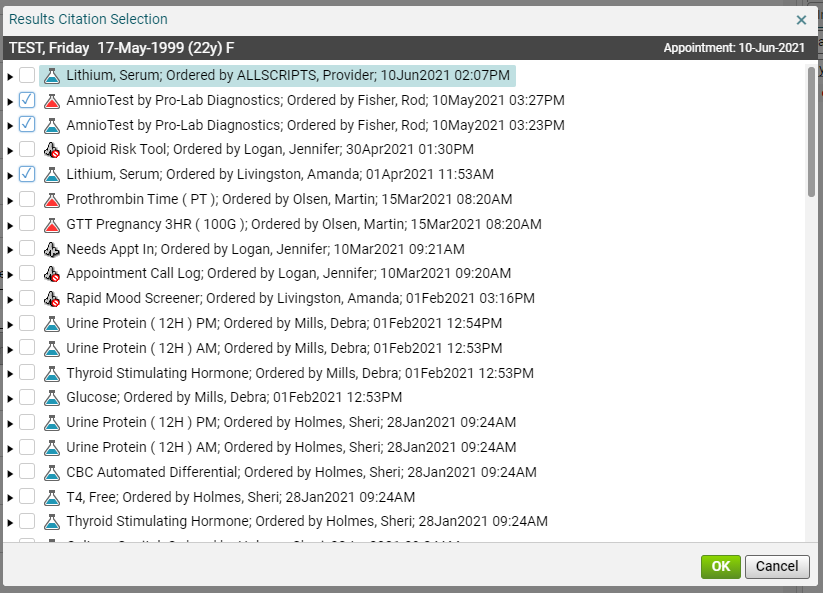 Results Citation Selection
TEST, Friday 17-May-1999 (22y) F
Appointment: 10-Jun-2021
Lithium, Serum; Ordered by ALLSCRIPTS, Provider; 10Jun2021 02:07PM
AmnioTest by Pro-Lab Diagnostics; Ordered by Fisher, Rod; 10May2021 03:27PM
AmnioTest by Pro-Lab Diagnostics; Ordered by Fisher, Rod; 10May2021 03:23PM
Opioid Risk Tool; Ordered by Logan, Jennifer; 30Apr2021 01:30PM
Lithium, Serum; Ordered by Livingston, Amanda; 01Apr2021 11:53AM
Prothrombin Time ( PT ); Ordered by Olsen, Martin; 15Mar2021 08:20AM
GTT Pregnancy 3HR ( 100G ); Ordered by Olsen, Martin; 15Mar2021 08:20AM
Needs Appt In; Ordered by Logan, Jennifer; 10Mar2021 09:21AM
Appointment Call Log; Ordered by Logan, Jennifer; 10Mar2021 09:20AM
Rapid Mood Screener; Ordered by Livingston, Amanda; 01Feb2021 03:16PM
Urine Protein ( 12H ) PM; Ordered by Mills, Debra; 01Feb2021 12:54PM
Urine Protein ( 12H ) AM; Ordered by Mills, Debra; 01Feb2021 12:53PM
Thyroid Stimulating Hormone; Ordered by Mills, Debra; 01Feb2021 12:53PM
Glucose; Ordered by Mills, Debra; 01Feb2021 12:53PM
Urine Protein ( 12H ) PM; Ordered by Holmes, Sheri; 28Jan2021 09:24AM
Urine Protein ( 12H ) AM; Ordered by Holmes, Sheri; 28Jan2021 09:24AM
CBC Automated Differential; Ordered by Holmes, Sheri; 28Jan2021 09:24AM
T4, Free; Ordered by Holmes, Sheri; 28Jan2021 09:24AM
Thyroid Stimulating Hormone; Ordered by Holmes, Sheri; 28Jan2021 09:24AM
OK
Cancel